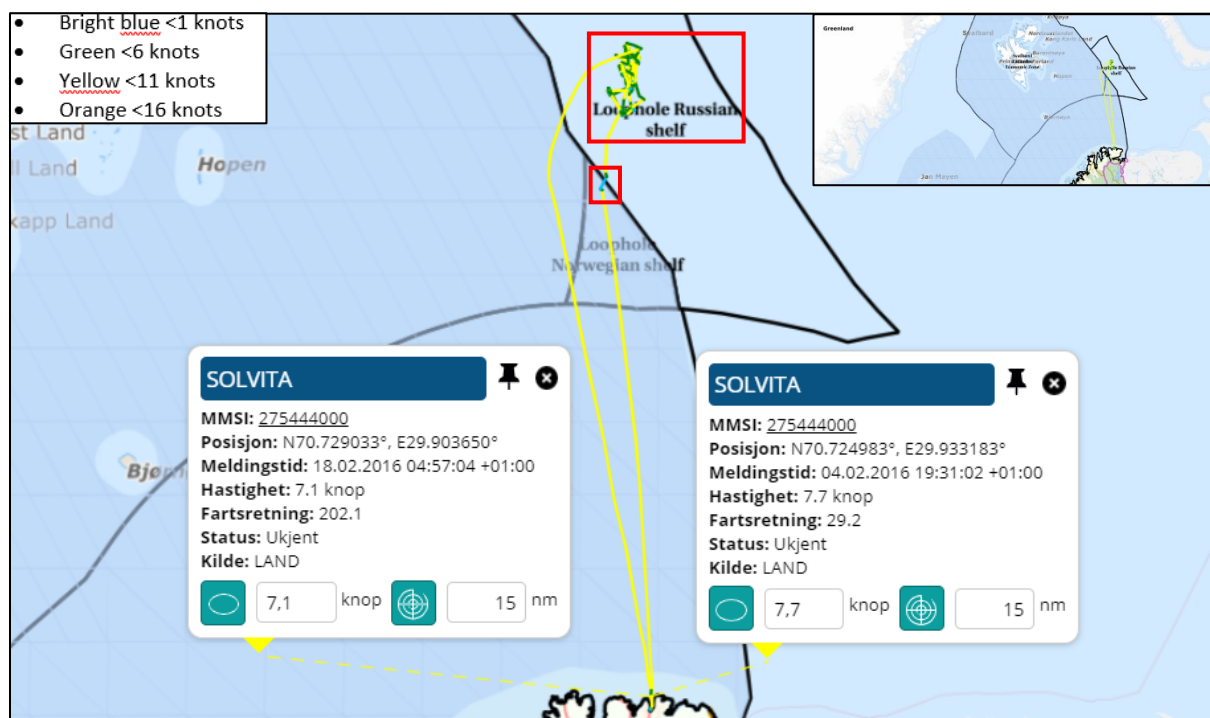 Bright blue <1 knots
Green <6 knots
Yellow <11 knots
Orange <16 knots
Greenland
Svalbard
Hopen
Jan Mayen
st Land
ll Land
Hopen
kapp Land
Loophole Russian
shelf
Loophole
Norwegian shelf
Bjø
SOLVITA
MMSI: 275444000
Posisjon: N70.729033°, E29.903650°
Meldingstid: 18.02.2016 04:57:04 +01:00
Hastighet: 7.1 knop
Fartsretning: 202.1
Status: Ukjent
Kilde: LAND
7,1 knop 15 nm
SOLVITA
MMSI: 275444000
Posisjon: N70.724983°, E29.933183°
Meldingstid: 04.02.2016 19:31:02 +01:00
Hastighet: 7.7 knop
Fartsretning: 29.2
Status: Ukjent
Kilde: LAND
7,7 knop 15 nm